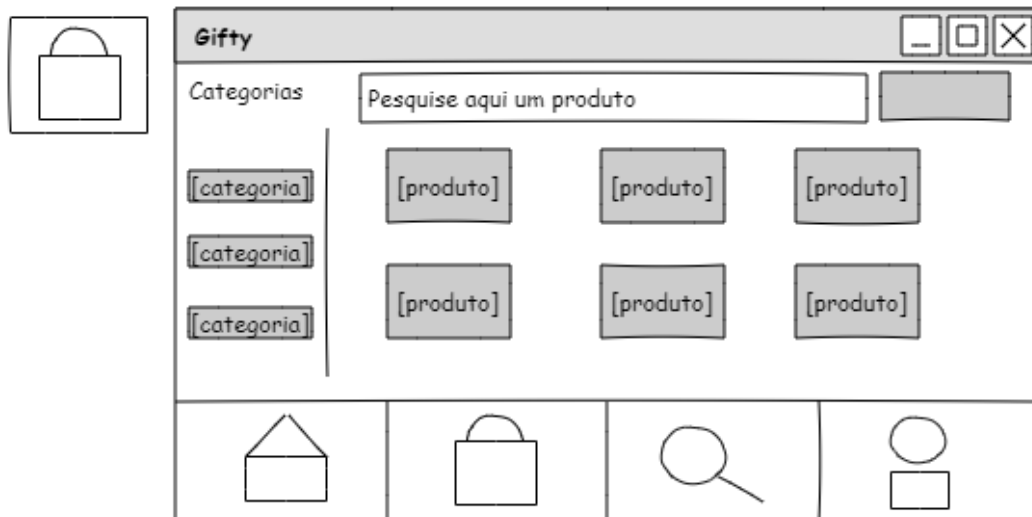 Gifty
Categorias
Pesquise aqui um produto
[categoria]
[produto] [produto] [produto]
[categoria]
[produto] [produto] [produto]
[categoria]